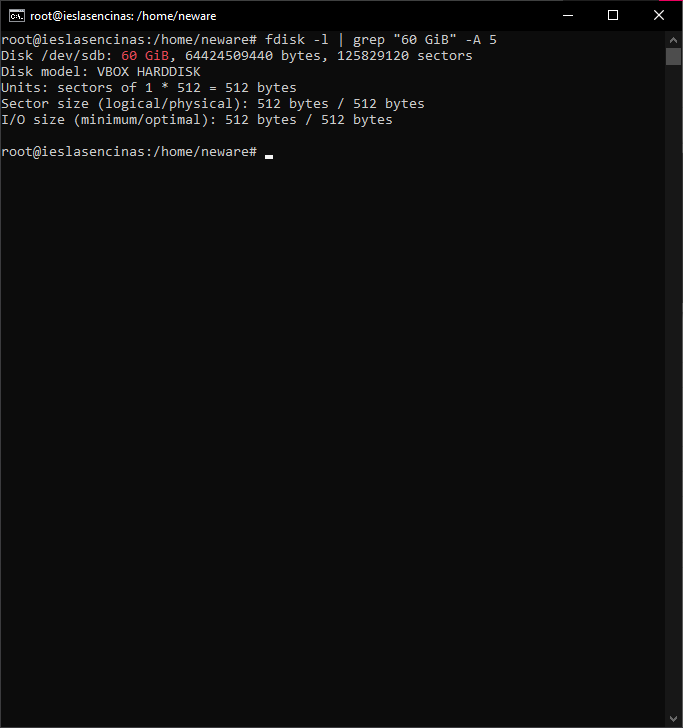 root@ieslasencinas: /home/neware
root@ieslasencinas:/home/neware# fdisk -l | grep "60 GiB" -A 5
Disk /dev/sdb: 60 GiB, 64424509440 bytes, 125829120 sectors
Disk model: VBOX HARDDISK
Units: sectors of 1 * 512 = 512 bytes
Sector size (logical/physical): 512 bytes / 512 bytes
I/O size (minimum/optimal): 512 bytes / 512 bytes
root@ieslasencinas:/home/neware#